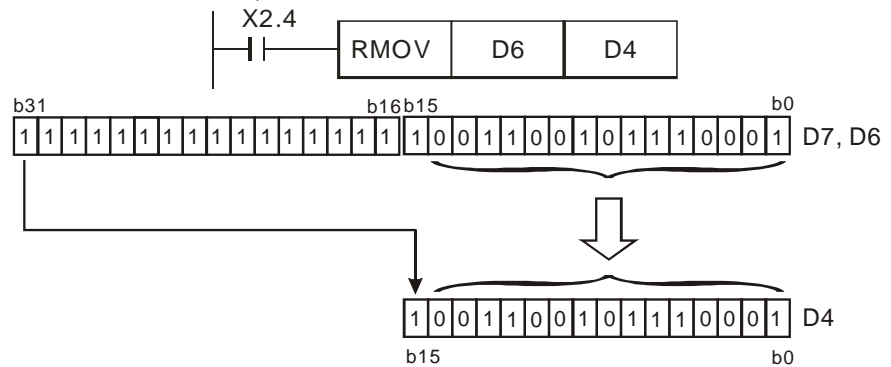 X2.4
RMOV D6 D4
b31 b16 b15 b0
1 1 1 1 1 1 1 1 1 1 1 1 1 1 1 1 1 0 0 1 1 0 0 1 0 1 1 1 0 0 0 1 D7, D6
1 0 0 1 1 0 0 1 0 1 1 1 0 0 0 1 D4
b15 b0